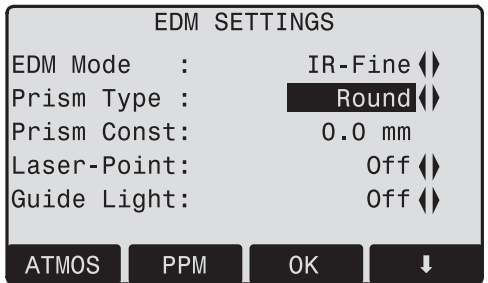 EDM SETTINGS
EDM Mode : IR-Fine
Prism Type : Round
Prism Const: 0.0 mm
Laser-Point: Off
Guide Light: Off
ATMOS PPM OK ⬇